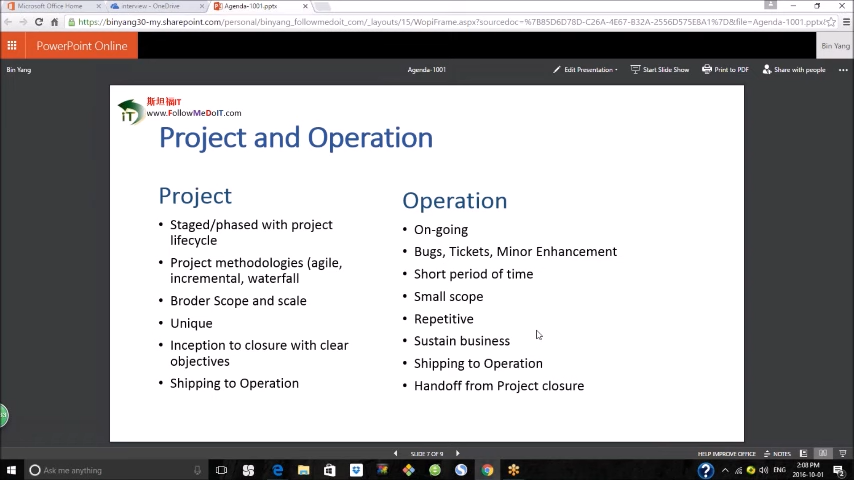 Microsoft Office Home
interview - OneDrive
Agenda-1001.pptx
https://binyang30-my.sharepoint.com/personal/binyang_followmedoit_com/_layouts/15/WopiFrame.aspx?sourcedoc=%7B85D6D78D-C26A-4E67-B32A-2556D575E8A1%7D&file=Agenda-1001.pptx&
PowerPoint Online
Bin Yang
Bin Yang
Agenda-1001
Edit Presentation
Start Slide Show
Print to PDF
Share with people
iT
斯坦福IT
www.FollowMeDoIT.com
Project and Operation
Project
• Staged/phased with project
lifecycle
• Project methodologies (agile,
incremental, waterfall
• Broder Scope and scale
• Unique
• Inception to closure with clear
objectives
• Shipping to Operation
Operation
• On-going
• Bugs, Tickets, Minor Enhancement
• Short period of time
• Small scope
• Repetitive
• Sustain business
• Shipping to Operation
• Handoff from Project closure
SLIDE 7 OF 9
HELP IMPROVE OFFICE
NOTES
Ask me anything
ENG
2:08 PM
2016-10-01